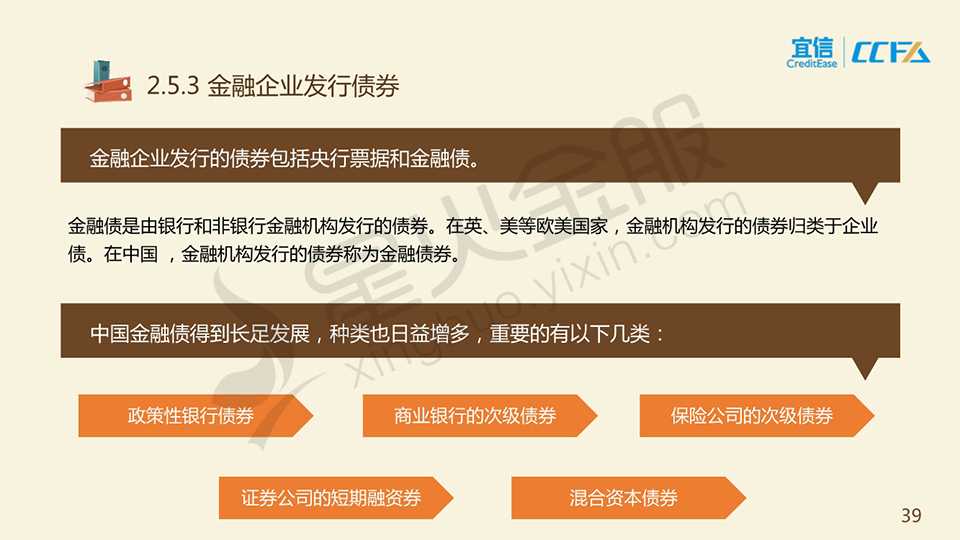 宜信
CreditEase
CCFA
2.5.3 金融企业发行债券
金融企业发行的债券包括央行票据和金融债。
金融债是由银行和非银行金融机构发行的债券。在英、美等欧美国家，金融机构发行的债券归类于企业
债。在中国 ，金融机构发行的债券称为金融债券。
中国金融债得到长足发展，种类也日益增多，重要的有以下几类：
政策性银行债券
商业银行的次级债券
保险公司的次级债券
证券公司的短期融资券
混合资本债券
39
星火金服
xinghuo.yixin.com